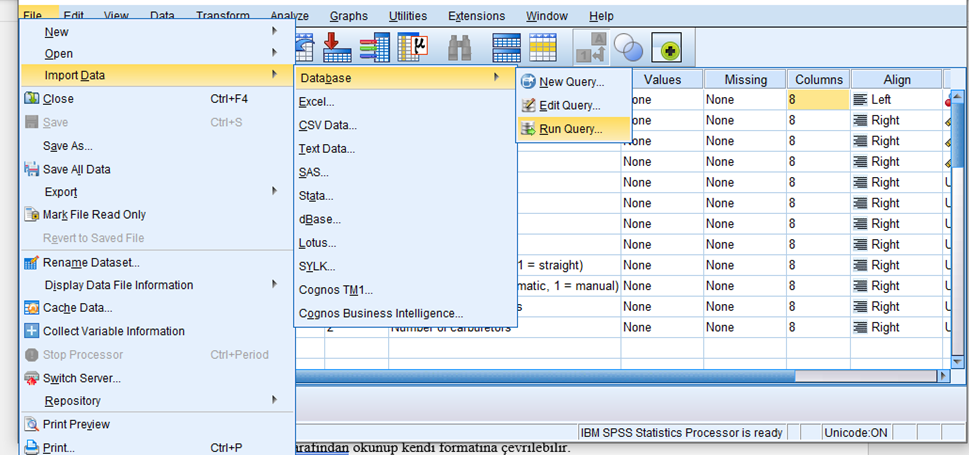 File Edit View Data Transform Analyze Graphs Utilities Extensions Window Help
New
Open
Import Data
Close Ctrl+F4
Save Ctrl+S
Save As...
Save All Data
Export
Mark File Read Only
Revert to Saved File
Rename Dataset...
Display Data File Information
Cache Data...
Collect Variable Information
Stop Processor Ctrl+Period
Switch Server...
Repository
Print Preview
Print... Ctrl+P
Database
Excel...
CSV Data...
Text Data...
SAS...
Stata...
dBase...
Lotus...
SYLK...
Cognos TM1...
Cognos Business Intelligence...
New Query...
Edit Query...
Run Query...
Values Missing Columns Align
None 8 Left
None 8 Right
None 8 Right
None 8 Right
None None 8 Right
None None 8 Right
None None 8 Right
None None 8 Right
1 = straight) None None 8 Right
matic, 1 = manual) None None 8 Right
s None None 8 Right
2 Number of carburetors None None 8 Right
IBM SPSS Statistics Processor is ready Unicode:ON
arafından okunup kendi formatına çevrilebilir.